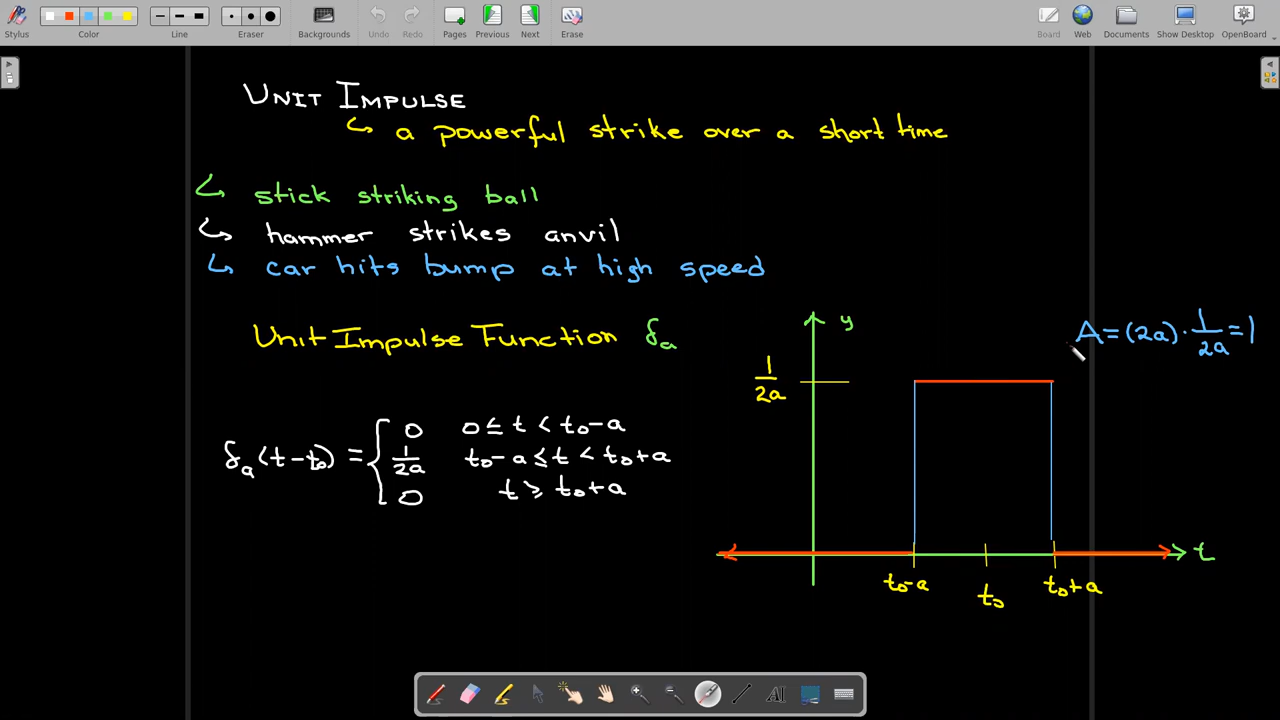 Stylus Color Line Eraser Backgrounds Undo Redo Pages Previous Next Erase Board Web Documents Show Desktop OpenBoard
UNIT IMPULSE
↳ a powerful strike over a short time
↳ stick striking ball
↳ hammer strikes anvil
↳ car hits bump at high speed
Unit Impulse Function δₐ
δₐ(t-t₀) = { 0 0 ≤ t < t₀-a
1/2a t₀-a ≤ t < t₀+a
0 t ≥ t₀+a
y
A = (2a) · 1/2a = 1
1/2a
t
t₀-a t₀ t₀+a
AI